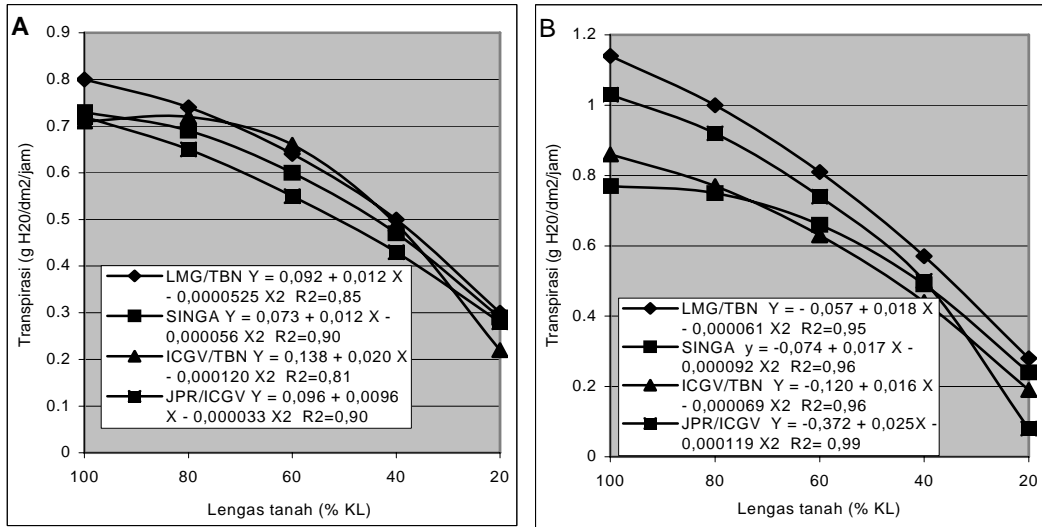 A
Transpirasi (g H20/dm2/jam)
0.9
0.8
0.7
0.6
0.5
0.4
0.3
0.2
0.1
0
LMG/TBN Y = 0,092 + 0,012 X
- 0,0000525 X2 R2=0,85
SINGA Y = 0,073 + 0,012 X -
0,000056 X2 R2=0,90
ICGV/TBN Y = 0,138 + 0,020 X
- 0,000120 X2 R2=0,81
JPR/ICGV Y = 0,096 + 0,0096
X - 0,000033 X2 R2=0,90
100 80 60 40 20
Lengas tanah (% KL)
B
Transpirasi (g H20/dm2/jam)
1.2
1
0.8
0.6
0.4
0.2
0
LMG/TBN Y = - 0,057 + 0,018 X
- 0,000061 X2 R2=0,95
SINGA y = -0,074 + 0,017 X -
0,000092 X2 R2=0,96
ICGV/TBN Y = -0,120 + 0,016 X
- 0,000069 X2 R2=0,96
JPR/ICGV Y = -0,372 + 0,025X -
0,000119 X2 R2= 0,99
100 80 60 40 20
Lengas tanah (% KL)